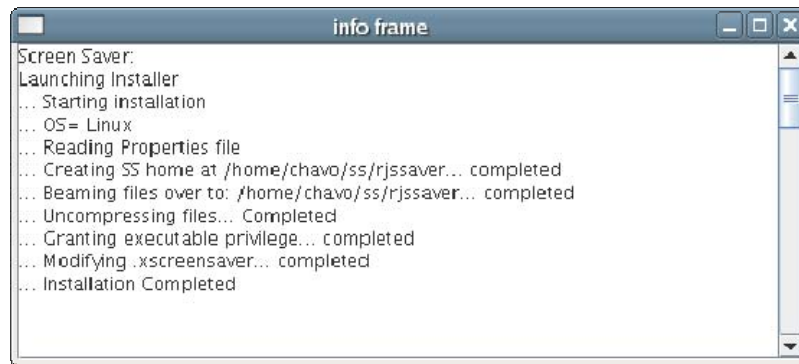 info frame
Screen Saver:
Launching Installer
... Starting installation
... OS= Linux
... Reading Properties file
... Creating SS home at /home/chavo/ss/rjssaver... completed
... Beaming files over to: /home/chavo/ss/rjssaver... completed
... Uncompressing files... Completed
... Granting executable privilege... completed
... Modifying .xscreensaver... completed
... Installation Completed